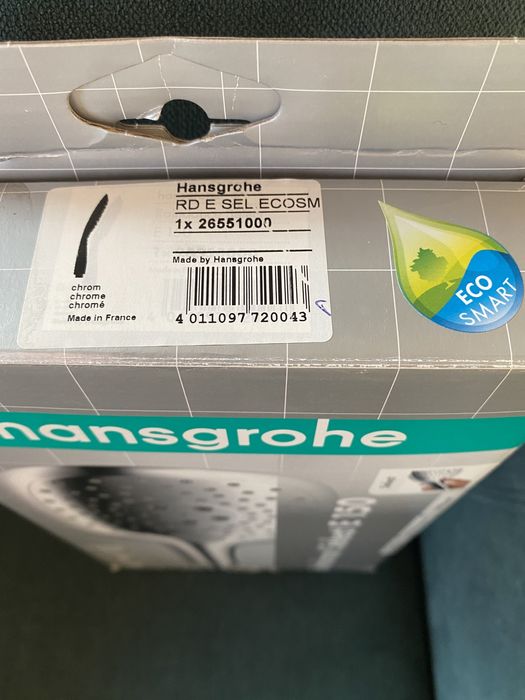 Hansgrohe
RD E SEL ECOSM
1x 26551000
Made by Hansgrohe
chrom
chrome
chromé
Made in France
4 011097 720043
ECO
SMART
hansgrohe
E 150